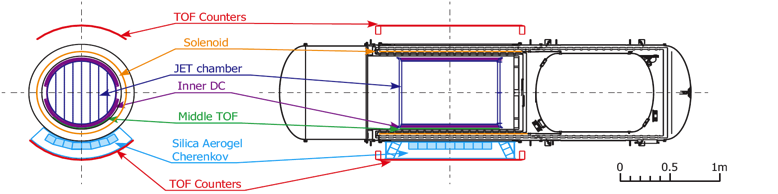 TOF Counters
Solenoid
JET chamber
Inner DC
Middle TOF
Silica Aerogel
Cherenkov
TOF Counters
0 0.5 1m